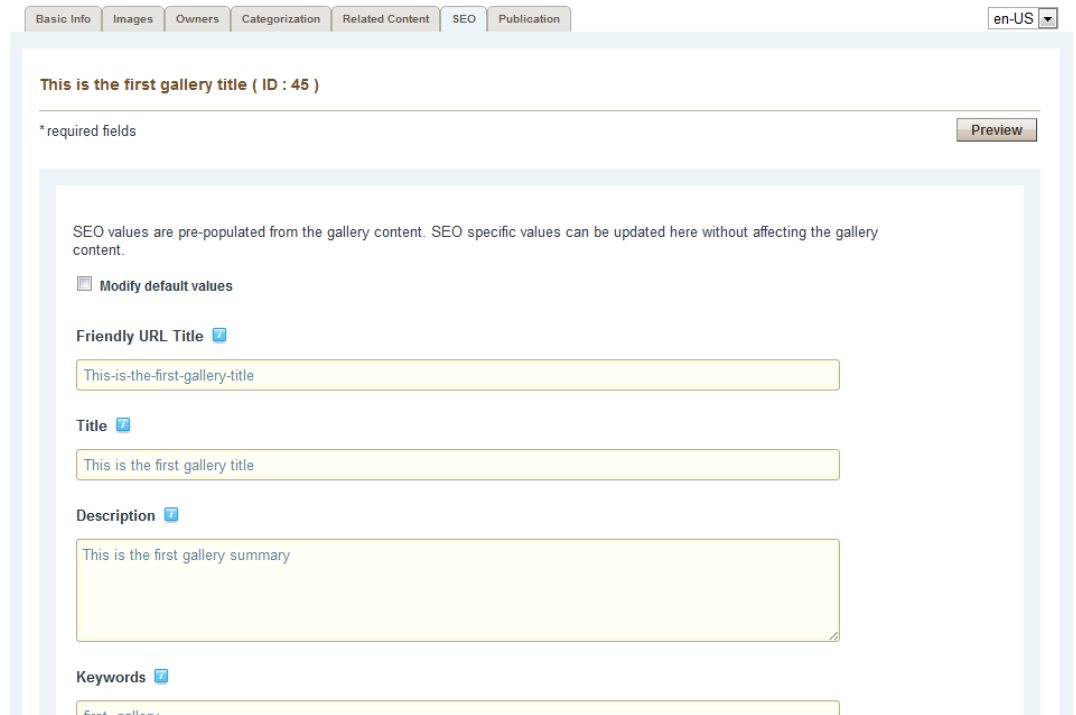 Basic Info Images Owners Categorization Related Content SEO Publication en-US
This is the first gallery title ( ID : 45 )
* required fields Preview
SEO values are pre-populated from the gallery content. SEO specific values can be updated here without affecting the gallery
content.
Modify default values
Friendly URL Title
This-is-the-first-gallery-title
Title
This is the first gallery title
Description
This is the first gallery summary
Keywords